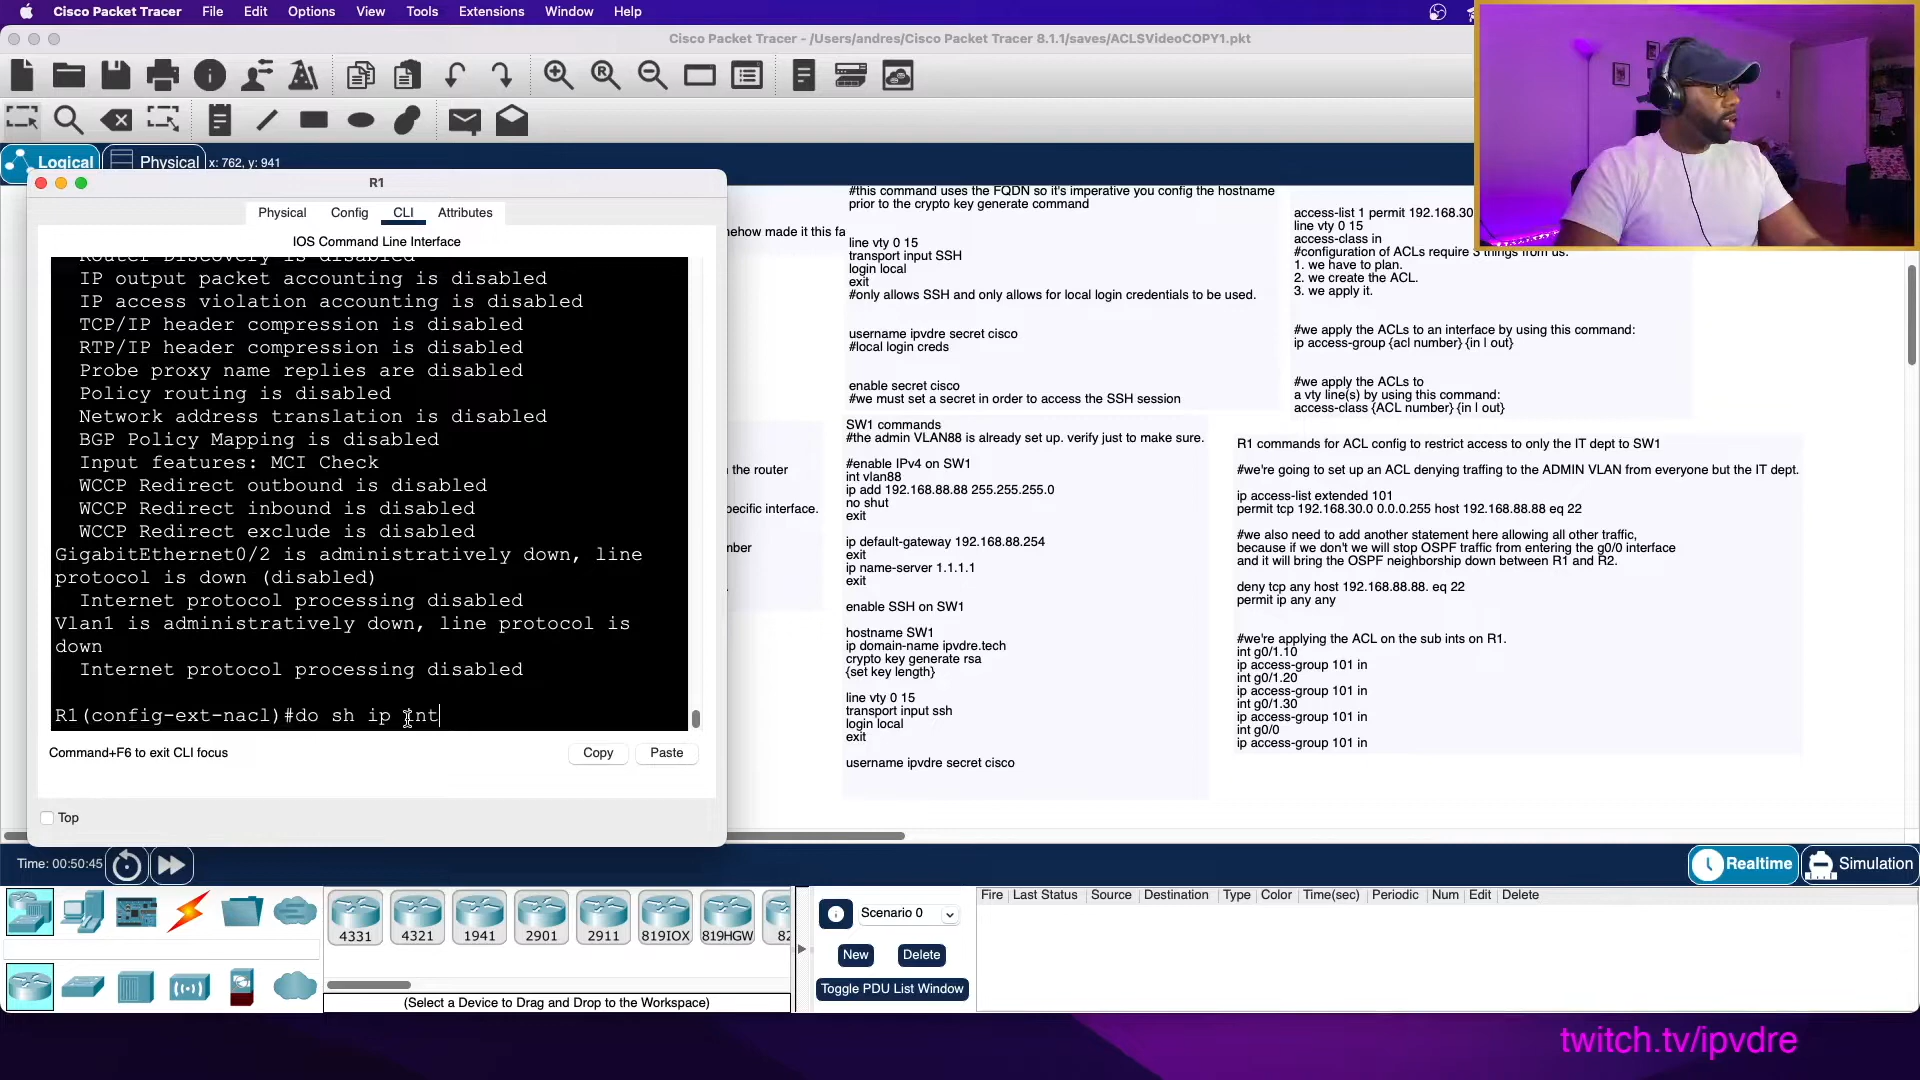 Cisco Packet Tracer File Edit Options View Tools Extensions Window Help
Cisco Packet Tracer - /Users/andres/Cisco Packet Tracer 8.1.1/saves/ACLSVideoCOPY1.pkt
Logical Physical x: 762, y: 941
R1
Physical Config CLI Attributes
IOS Command Line Interface
Router Discovery is disabled
IP output packet accounting is disabled
IP access violation accounting is disabled
TCP/IP header compression is disabled
RTP/IP header compression is disabled
Probe proxy name replies are disabled
Policy routing is disabled
Network address translation is disabled
BGP Policy Mapping is disabled
Input features: MCI Check
WCCP Redirect outbound is disabled
WCCP Redirect inbound is disabled
WCCP Redirect exclude is disabled
GigabitEthernet0/2 is administratively down, line
protocol is down (disabled)
Internet protocol processing disabled
Vlan1 is administratively down, line protocol is
down
Internet protocol processing disabled
R1(config-ext-nacl)#do sh ip int
Command+F6 to exit CLI focus
Copy Paste
Top
ehow made it this fa
n the router
pecific interface.
mber
#this command uses the FQDN so it's imperative you config the hostname
prior to the crypto key generate command
line vty 0 15
transport input SSH
login local
exit
#only allows SSH and only allows for local login credentials to be used.
username ipvdre secret cisco
#local login creds
enable secret cisco
#we must set a secret in order to access the SSH session
SW1 commands
#the admin VLAN88 is already set up. verify just to make sure.
#enable IPv4 on SW1
int vlan88
ip add 192.168.88.88 255.255.255.0
no shut
exit
ip default-gateway 192.168.88.254
exit
ip name-server 1.1.1.1
exit
enable SSH on SW1
hostname SW1
ip domain-name ipvdre.tech
crypto key generate rsa
{set key length}
line vty 0 15
transport input ssh
login local
exit
username ipvdre secret cisco
access-list 1 permit 192.168.30
line vty 0 15
access-class in
#configuration of ACLs require 3 things from us.
1. we have to plan.
2. we create the ACL.
3. we apply it.
#we apply the ACLs to an interface by using this command:
ip access-group {acl number} {in | out}
#we apply the ACLs to
a vty line(s) by using this command:
access-class {ACL number} {in | out}
R1 commands for ACL config to restrict access to only the IT dept to SW1
#we're going to set up an ACL denying traffing to the ADMIN VLAN from everyone but the IT dept.
ip access-list extended 101
permit tcp 192.168.30.0 0.0.0.255 host 192.168.88.88 eq 22
#we also need to add another statement here allowing all other traffic,
because if we don't we will stop OSPF traffic from entering the g0/0 interface
and it will bring the OSPF neighborship down between R1 and R2.
deny tcp any host 192.168.88.88. eq 22
permit ip any any
#we're applying the ACL on the sub ints on R1.
int g0/1.10
ip access-group 101 in
int g0/1.20
ip access-group 101 in
int g0/1.30
ip access-group 101 in
int g0/0
ip access-group 101 in
Time: 00:50:45
Realtime Simulation
4331 4321 1941 2901 2911 819IOX 819HGW 82
(Select a Device to Drag and Drop to the Workspace)
Scenario 0
New Delete
Toggle PDU List Window
Fire Last Status Source Destination Type Color Time(sec) Periodic Num Edit Delete
twitch.tv/ipvdre